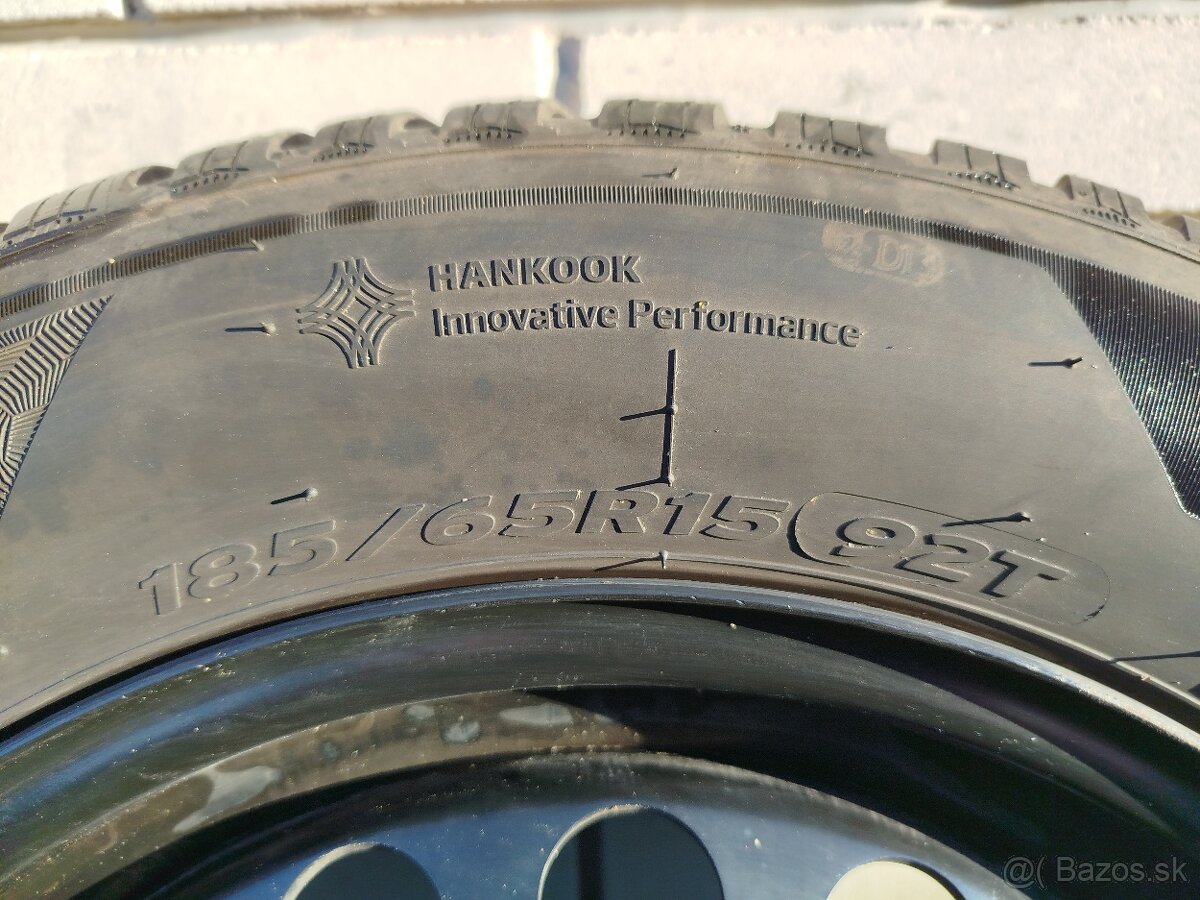 HANKOOK
Innovative Performance
185/65R15 92T
@( Bazos.sk